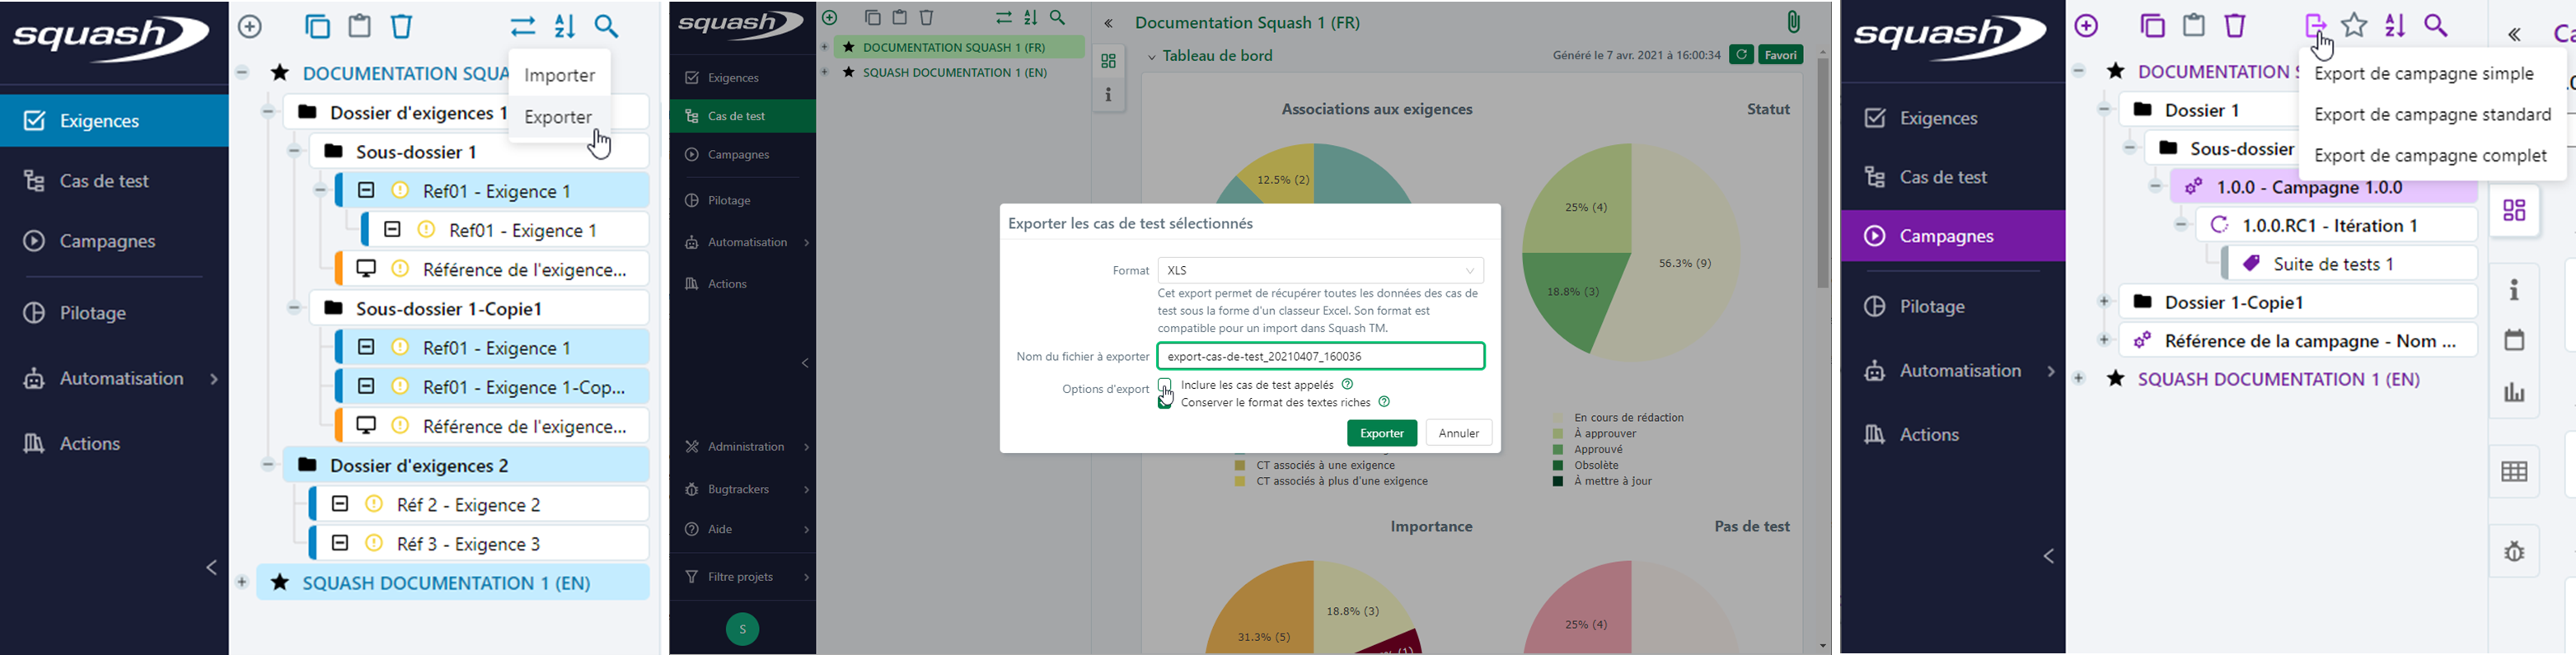 squash
Exigences
Cas de test
Campagnes
Pilotage
Automatisation
Actions
DOCUMENTATION SQUA
Importer
Exporter
Dossier d'exigences 1
Sous-dossier 1
Ref01 - Exigence 1
Ref01 - Exigence 1
Référence de l'exigence...
Sous-dossier 1-Copie1
Ref01 - Exigence 1
Ref01 - Exigence 1-Cop...
Référence de l'exigence...
Dossier d'exigences 2
Réf 2 - Exigence 2
Réf 3 - Exigence 3
SQUASH DOCUMENTATION 1 (EN)
squash
Exigences
Cas de test
Campagnes
Pilotage
Automatisation
Actions
Administration
Bugtrackers
Aide
Filtre projets
S
DOCUMENTATION SQUASH 1 (FR)
SQUASH DOCUMENTATION 1 (EN)
Documentation Squash 1 (FR)
Tableau de bord
Généré le 7 avr. 2021 à 16:00:34
Favori
Associations aux exigences
Statut
12.5% (2)
25% (4)
56.3% (9)
18.8% (3)
Exporter les cas de test sélectionnés
Format
XLS
Cet export permet de récupérer toutes les données des cas de
test sous la forme d'un classeur Excel. Son format est
compatible pour un import dans Squash TM.
Nom du fichier à exporter
export-cas-de-test_20210407_160036
Options d'export
Inclure les cas de test appelés
Conserver le format des textes riches
Exporter
Annuler
CT associés à une exigence
CT associés à plus d'une exigence
En cours de rédaction
À approuver
Approuvé
Obsolète
À mettre à jour
Importance
Pas de test
18.8% (3)
31.3% (5)
25% (4)
squash
Exigences
Cas de test
Campagnes
Pilotage
Automatisation
Actions
DOCUMENTATION S
Export de campagne simple
Export de campagne standard
Export de campagne complet
Dossier 1
Sous-dossier
1.0.0 - Campagne 1.0.0
1.0.0.RC1 - Itération 1
Suite de tests 1
Dossier 1-Copie1
Référence de la campagne - Nom ...
SQUASH DOCUMENTATION 1 (EN)
Ca